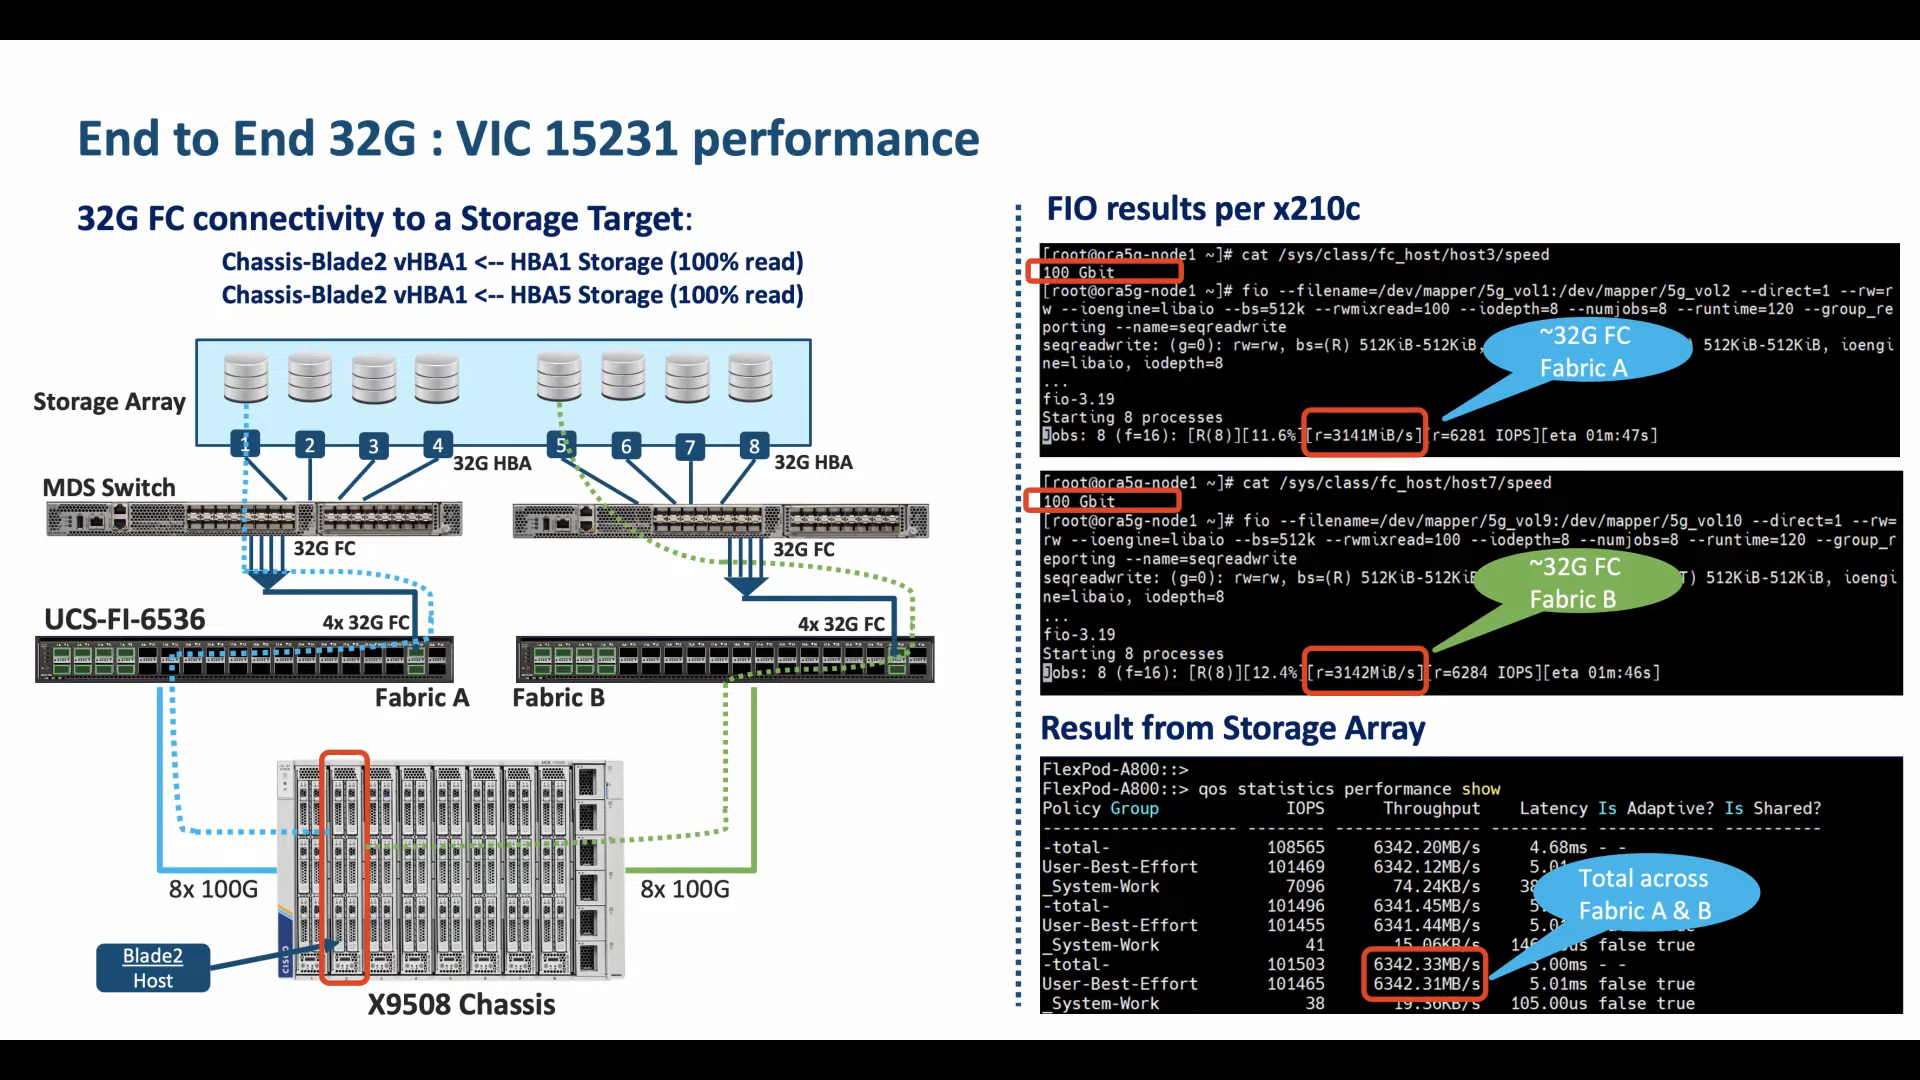 End to End 32G : VIC 15231 performance
32G FC connectivity to a Storage Target:
Chassis-Blade2 vHBA1 <-- HBA1 Storage (100% read)
Chassis-Blade2 vHBA1 <-- HBA5 Storage (100% read)
Storage Array
1 2 3 4 5 6 7 8
32G HBA
32G HBA
MDS Switch
32G FC
32G FC
UCS-FI-6536
4x 32G FC
4x 32G FC
Fabric A
Fabric B
8x 100G
8x 100G
Blade2
Host
CISCO
X9508 Chassis
FIO results per x210c
[root@ora5g-node1 ~]# cat /sys/class/fc_host/host3/speed
100 Gbit
[root@ora5g-node1 ~]# fio --filename=/dev/mapper/5g_vol1:/dev/mapper/5g_vol2 --direct=1 --rw=r
w --ioengine=libaio --bs=512k --rwmixread=100 --iodepth=8 --numjobs=8 --runtime=120 --group_re
porting --name=seqreadwrite
seqreadwrite: (g=0): rw=rw, bs=(R) 512KiB-512KiB, ) 512KiB-512KiB, ioengi
ne=libaio, iodepth=8
...
fio-3.19
Starting 8 processes
Jobs: 8 (f=16): [R(8)][11.6%][r=3141MiB/s][r=6281 IOPS][eta 01m:47s]
~32G FC
Fabric A
[root@ora5g-node1 ~]# cat /sys/class/fc_host/host7/speed
100 Gbit
[root@ora5g-node1 ~]# fio --filename=/dev/mapper/5g_vol9:/dev/mapper/5g_vol10 --direct=1 --rw=
rw --ioengine=libaio --bs=512k --rwmixread=100 --iodepth=8 --numjobs=8 --runtime=120 --group_r
eporting --name=seqreadwrite
seqreadwrite: (g=0): rw=rw, bs=(R) 512KiB-512KiB T) 512KiB-512KiB, ioengi
ne=libaio, iodepth=8
...
fio-3.19
Starting 8 processes
Jobs: 8 (f=16): [R(8)][12.4%][r=3142MiB/s][r=6284 IOPS][eta 01m:46s]
~32G FC
Fabric B
Result from Storage Array
FlexPod-A800::>
FlexPod-A800::> qos statistics performance show
Policy Group IOPS Throughput Latency Is Adaptive? Is Shared?
-------------------- -------- --------------- ---------- ------------ ----------
-total- 108565 6342.20MB/s 4.68ms - -
User-Best-Effort 101469 6342.12MB/s 5.01
_System-Work 7096 74.24KB/s
-total- 101496 6341.45MB/s
User-Best-Effort 101455 6341.44MB/s
_System-Work 41 15.06KB/s false true
-total- 101503 6342.33MB/s 5.00ms - -
User-Best-Effort 101465 6342.31MB/s 5.01ms false true
_System-Work 38 19.36KB/s 105.00us false true
Total across
Fabric A & B